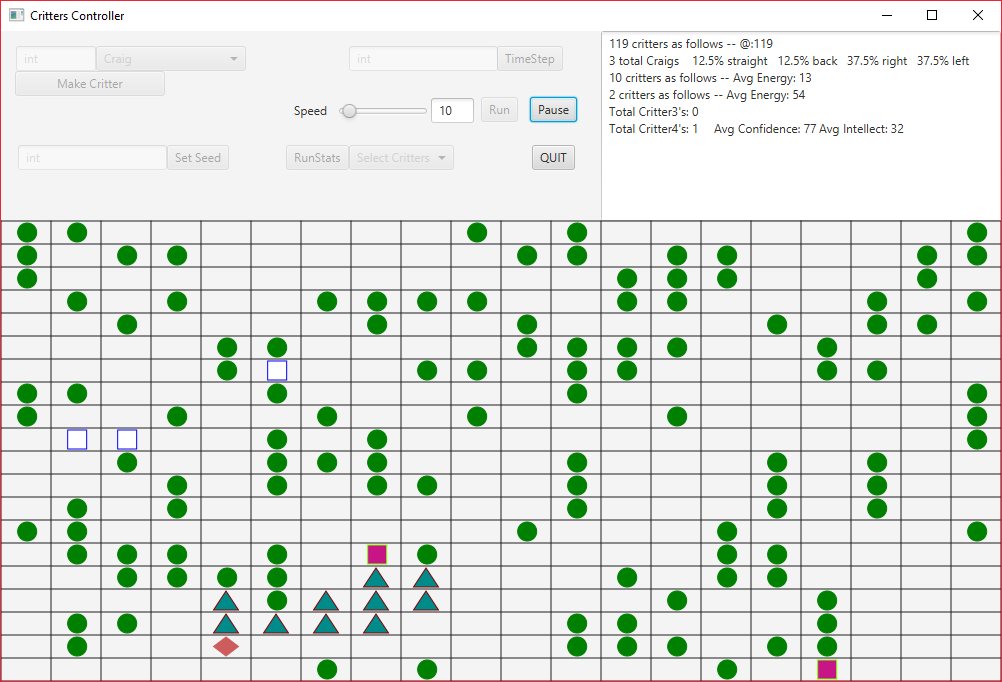 Critters Controller
int Craig int TimeStep
Make Critter
Speed 10 Run Pause
int Set Seed RunStats Select Critters QUIT
119 critters as follows -- @:119
3 total Craigs 12.5% straight 12.5% back 37.5% right 37.5% left
10 critters as follows -- Avg Energy: 13
2 critters as follows -- Avg Energy: 54
Total Critter3's: 0
Total Critter4's: 1 Avg Confidence: 77 Avg Intellect: 32